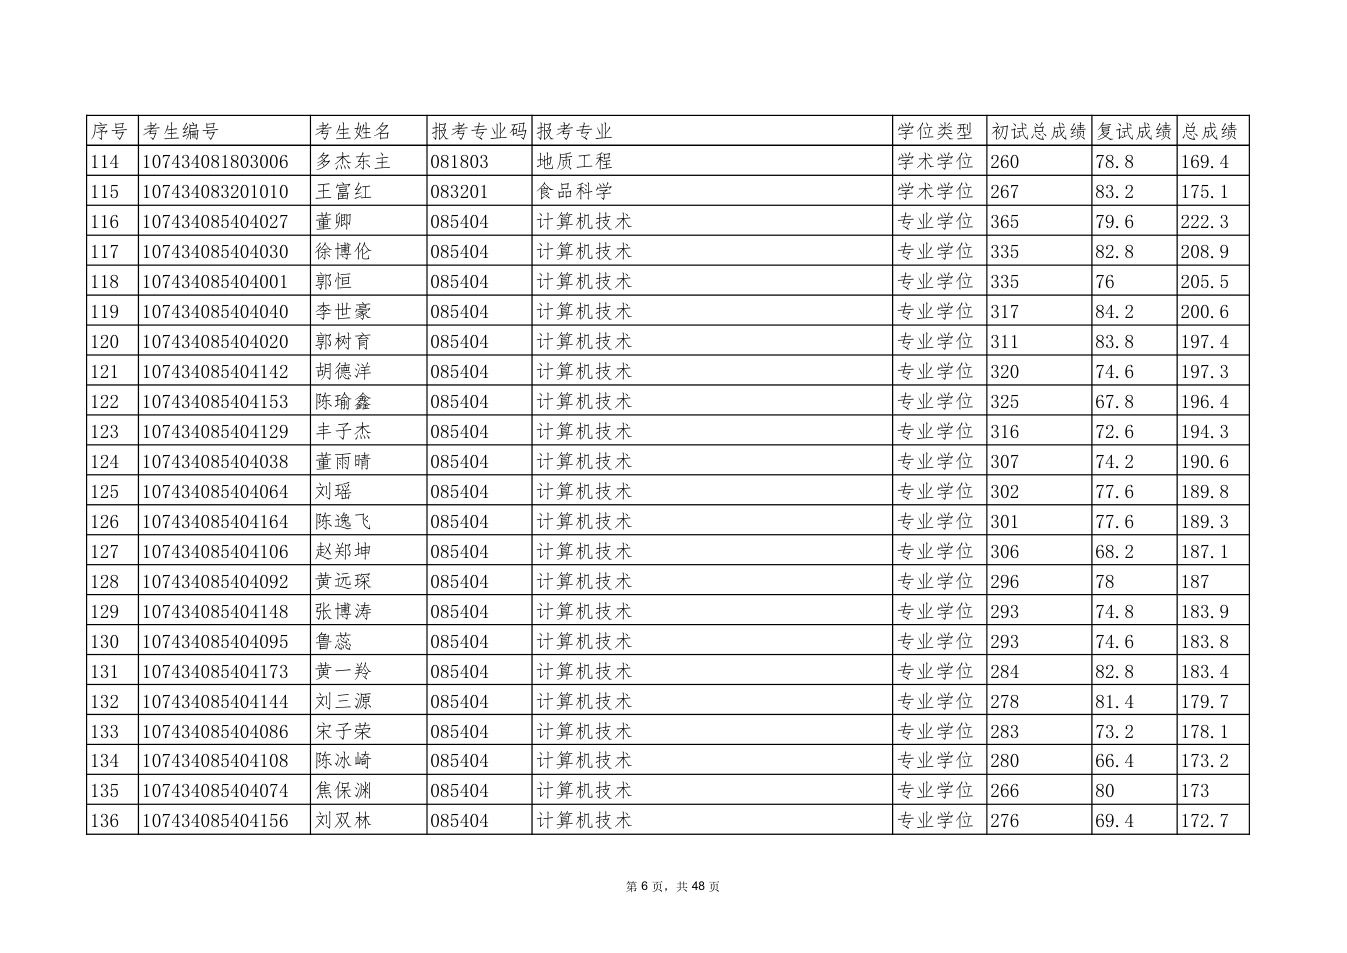 序号 考生编号 考生姓名 报考专业码 报考专业 学位类型 初试总成绩 复试成绩 总成绩
114 107434081803006 多杰东主 081803 地质工程 学术学位 260 78.8 169.4
115 107434083201010 王富红 083201 食品科学 学术学位 267 83.2 175.1
116 107434085404027 董卿 085404 计算机技术 专业学位 365 79.6 222.3
117 107434085404030 徐博伦 085404 计算机技术 专业学位 335 82.8 208.9
118 107434085404001 郭恒 085404 计算机技术 专业学位 335 76 205.5
119 107434085404040 李世豪 085404 计算机技术 专业学位 317 84.2 200.6
120 107434085404020 郭树育 085404 计算机技术 专业学位 311 83.8 197.4
121 107434085404142 胡德洋 085404 计算机技术 专业学位 320 74.6 197.3
122 107434085404153 陈瑜鑫 085404 计算机技术 专业学位 325 67.8 196.4
123 107434085404129 丰子杰 085404 计算机技术 专业学位 316 72.6 194.3
124 107434085404038 董雨晴 085404 计算机技术 专业学位 307 74.2 190.6
125 107434085404064 刘瑶 085404 计算机技术 专业学位 302 77.6 189.8
126 107434085404164 陈逸飞 085404 计算机技术 专业学位 301 77.6 189.3
127 107434085404106 赵郑坤 085404 计算机技术 专业学位 306 68.2 187.1
128 107434085404092 黄远琛 085404 计算机技术 专业学位 296 78 187
129 107434085404148 张博涛 085404 计算机技术 专业学位 293 74.8 183.9
130 107434085404095 鲁蕊 085404 计算机技术 专业学位 293 74.6 183.8
131 107434085404173 黄一羚 085404 计算机技术 专业学位 284 82.8 183.4
132 107434085404144 刘三源 085404 计算机技术 专业学位 278 81.4 179.7
133 107434085404086 宋子荣 085404 计算机技术 专业学位 283 73.2 178.1
134 107434085404108 陈冰崎 085404 计算机技术 专业学位 280 66.4 173.2
135 107434085404074 焦保渊 085404 计算机技术 专业学位 266 80 173
136 107434085404156 刘双林 085404 计算机技术 专业学位 276 69.4 172.7
第 6 页，共 48 页